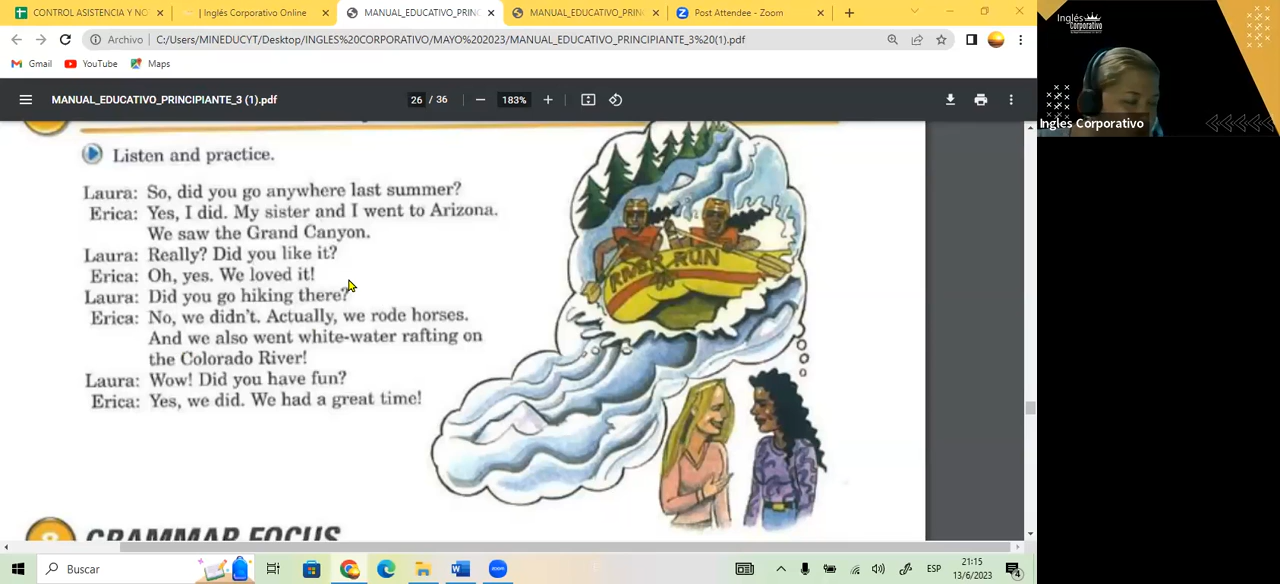 CONTROL ASISTENCIA Y NO
| Inglés Corporativo Online
MANUAL_EDUCATIVO_PRINC
MANUAL_EDUCATIVO_PRINC
Post Attendee - Zoom
Archivo
C:/Users/MINEDUCYT/Desktop/INGLES%20CORPORATIVO/MAYO%202023/MANUAL_EDUCATIVO_PRINCIPIANTE_3%20(1).pdf
Gmail
YouTube
Maps
MANUAL_EDUCATIVO_PRINCIPIANTE_3 (1).pdf
26 / 36
183%
Inglés
Corporativo
Ingles Corporativo
Listen and practice.
Laura: So, did you go anywhere last summer?
Erica: Yes, I did. My sister and I went to Arizona.
We saw the Grand Canyon.
Laura: Really? Did you like it?
Erica: Oh, yes. We loved it!
Laura: Did you go hiking there?
Erica: No, we didn't. Actually, we rode horses.
And we also went white-water rafting on
the Colorado River!
Laura: Wow! Did you have fun?
Erica: Yes, we did. We had a great time!
RIVER RUN
8 GRAMMAR FOCUS
Buscar
ESP
21:15
13/6/2023
4